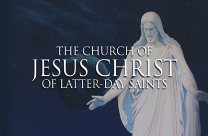 THE CHURCH OF
JESUS CHRIST
OF LATTER-DAY SAINTS